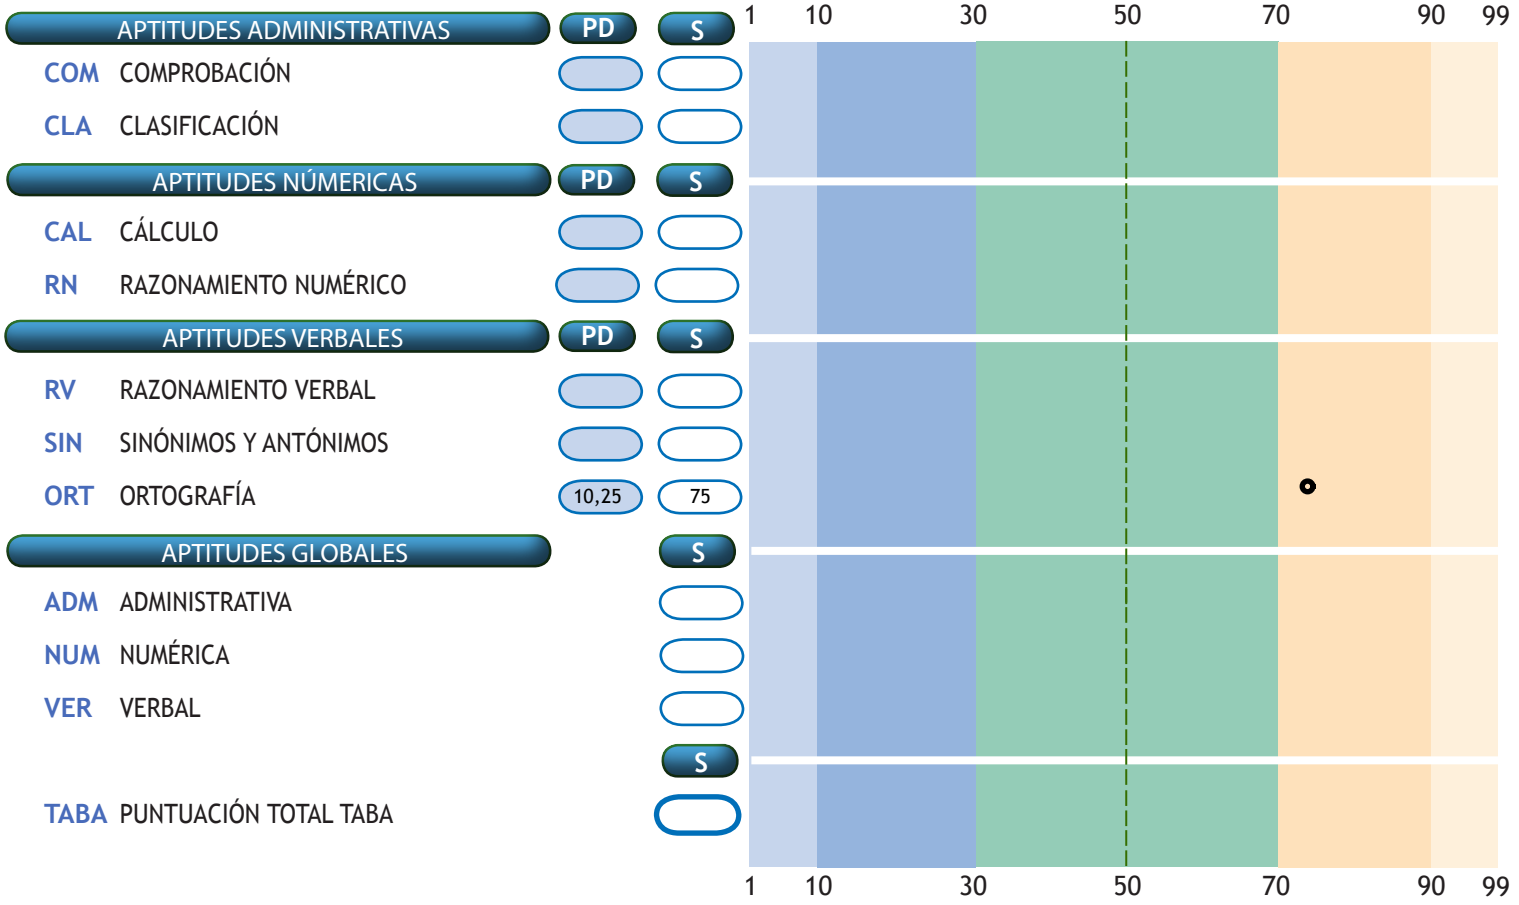 APTITUDES ADMINISTRATIVAS PD S 1 10 30 50 70 90 99
COM COMPROBACIÓN
CLA CLASIFICACIÓN
APTITUDES NÚMERICAS PD S
CAL CÁLCULO
RN RAZONAMIENTO NUMÉRICO
APTITUDES VERBALES PD S
RV RAZONAMIENTO VERBAL
SIN SINÓNIMOS Y ANTÓNIMOS
ORT ORTOGRAFÍA 10,25 75
APTITUDES GLOBALES S
ADM ADMINISTRATIVA
NUM NUMÉRICA
VER VERBAL
S
TABA PUNTUACIÓN TOTAL TABA
1 10 30 50 70 90 99